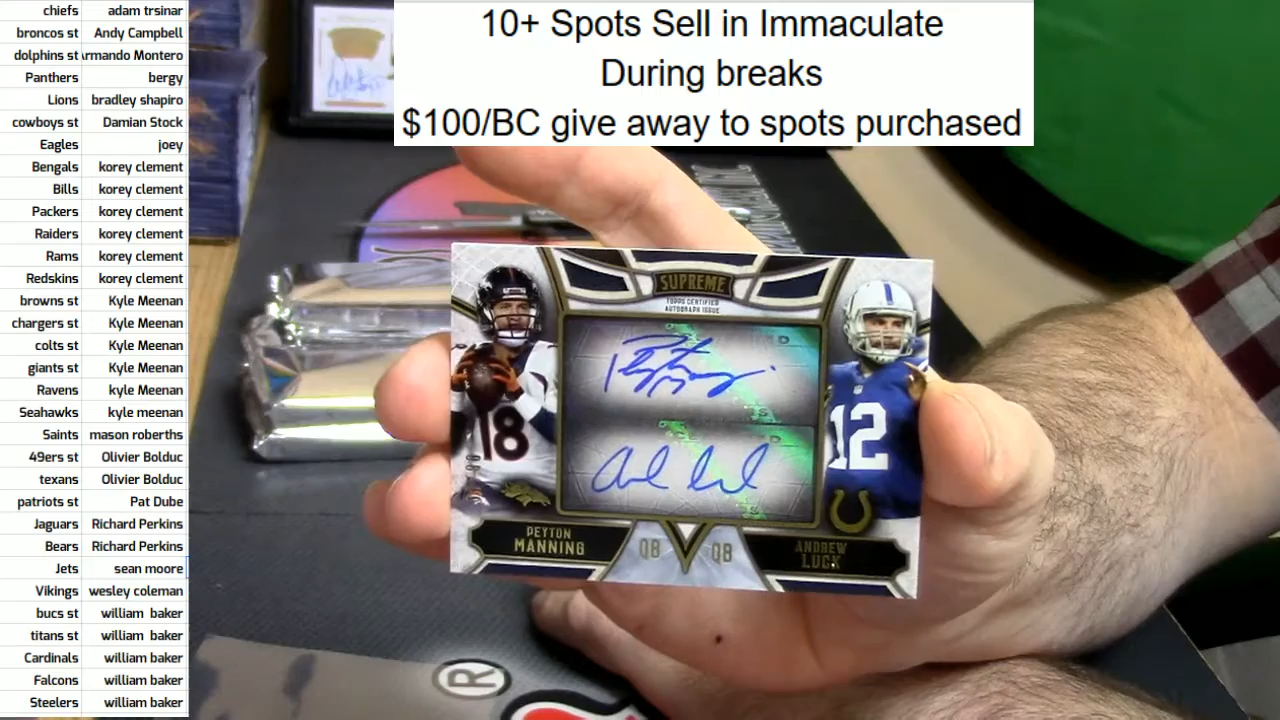 chiefs adam trsinar
broncos st Andy Campbell
dolphins st rmando Montero
Panthers bergy
Lions bradley shapiro
cowboys st Damian Stock
Eagles joey
Bengals korey clement
Bills korey clement
Packers korey clement
Raiders korey clement
Rams korey clement
Redskins korey clement
browns st Kyle Meenan
chargers st Kyle Meenan
colts st Kyle Meenan
giants st Kyle Meenan
Ravens kyle Meenan
Seahawks kyle meenan
Saints mason roberths
49ers st Olivier Bolduc
texans Olivier Bolduc
patriots st Pat Dube
Jaguars Richard Perkins
Bears Richard Perkins
Jets sean moore
Vikings wesley coleman
bucs st william baker
titans st william baker
Cardinals william baker
Falcons william baker
Steelers william baker
10+ Spots Sell in Immaculate
During breaks
$100/BC give away to spots purchased
SUPREME
TOPPS CERTIFIED
AUTOGRAPH ISSUE
18
12
PEYTON
MANNING
QB QB
ANDREW
LUCK
®